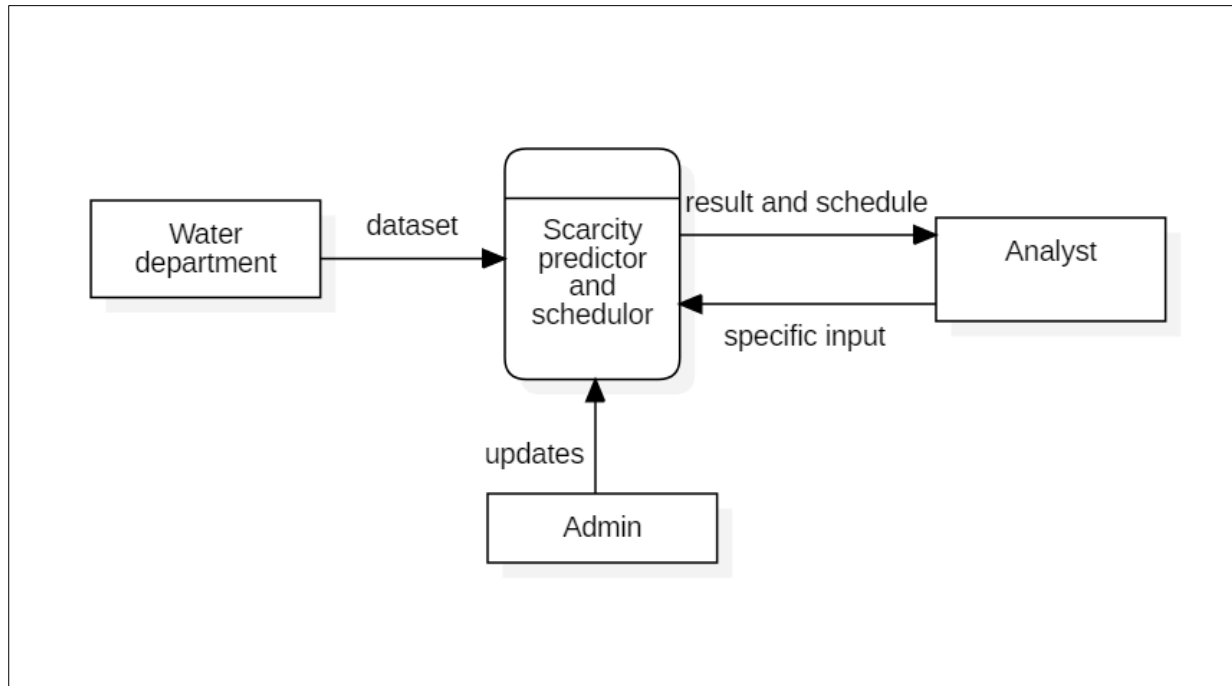 Water
department
dataset
Scarcity
predictor
and
schedulor
result and schedule
Analyst
specific input
updates
Admin